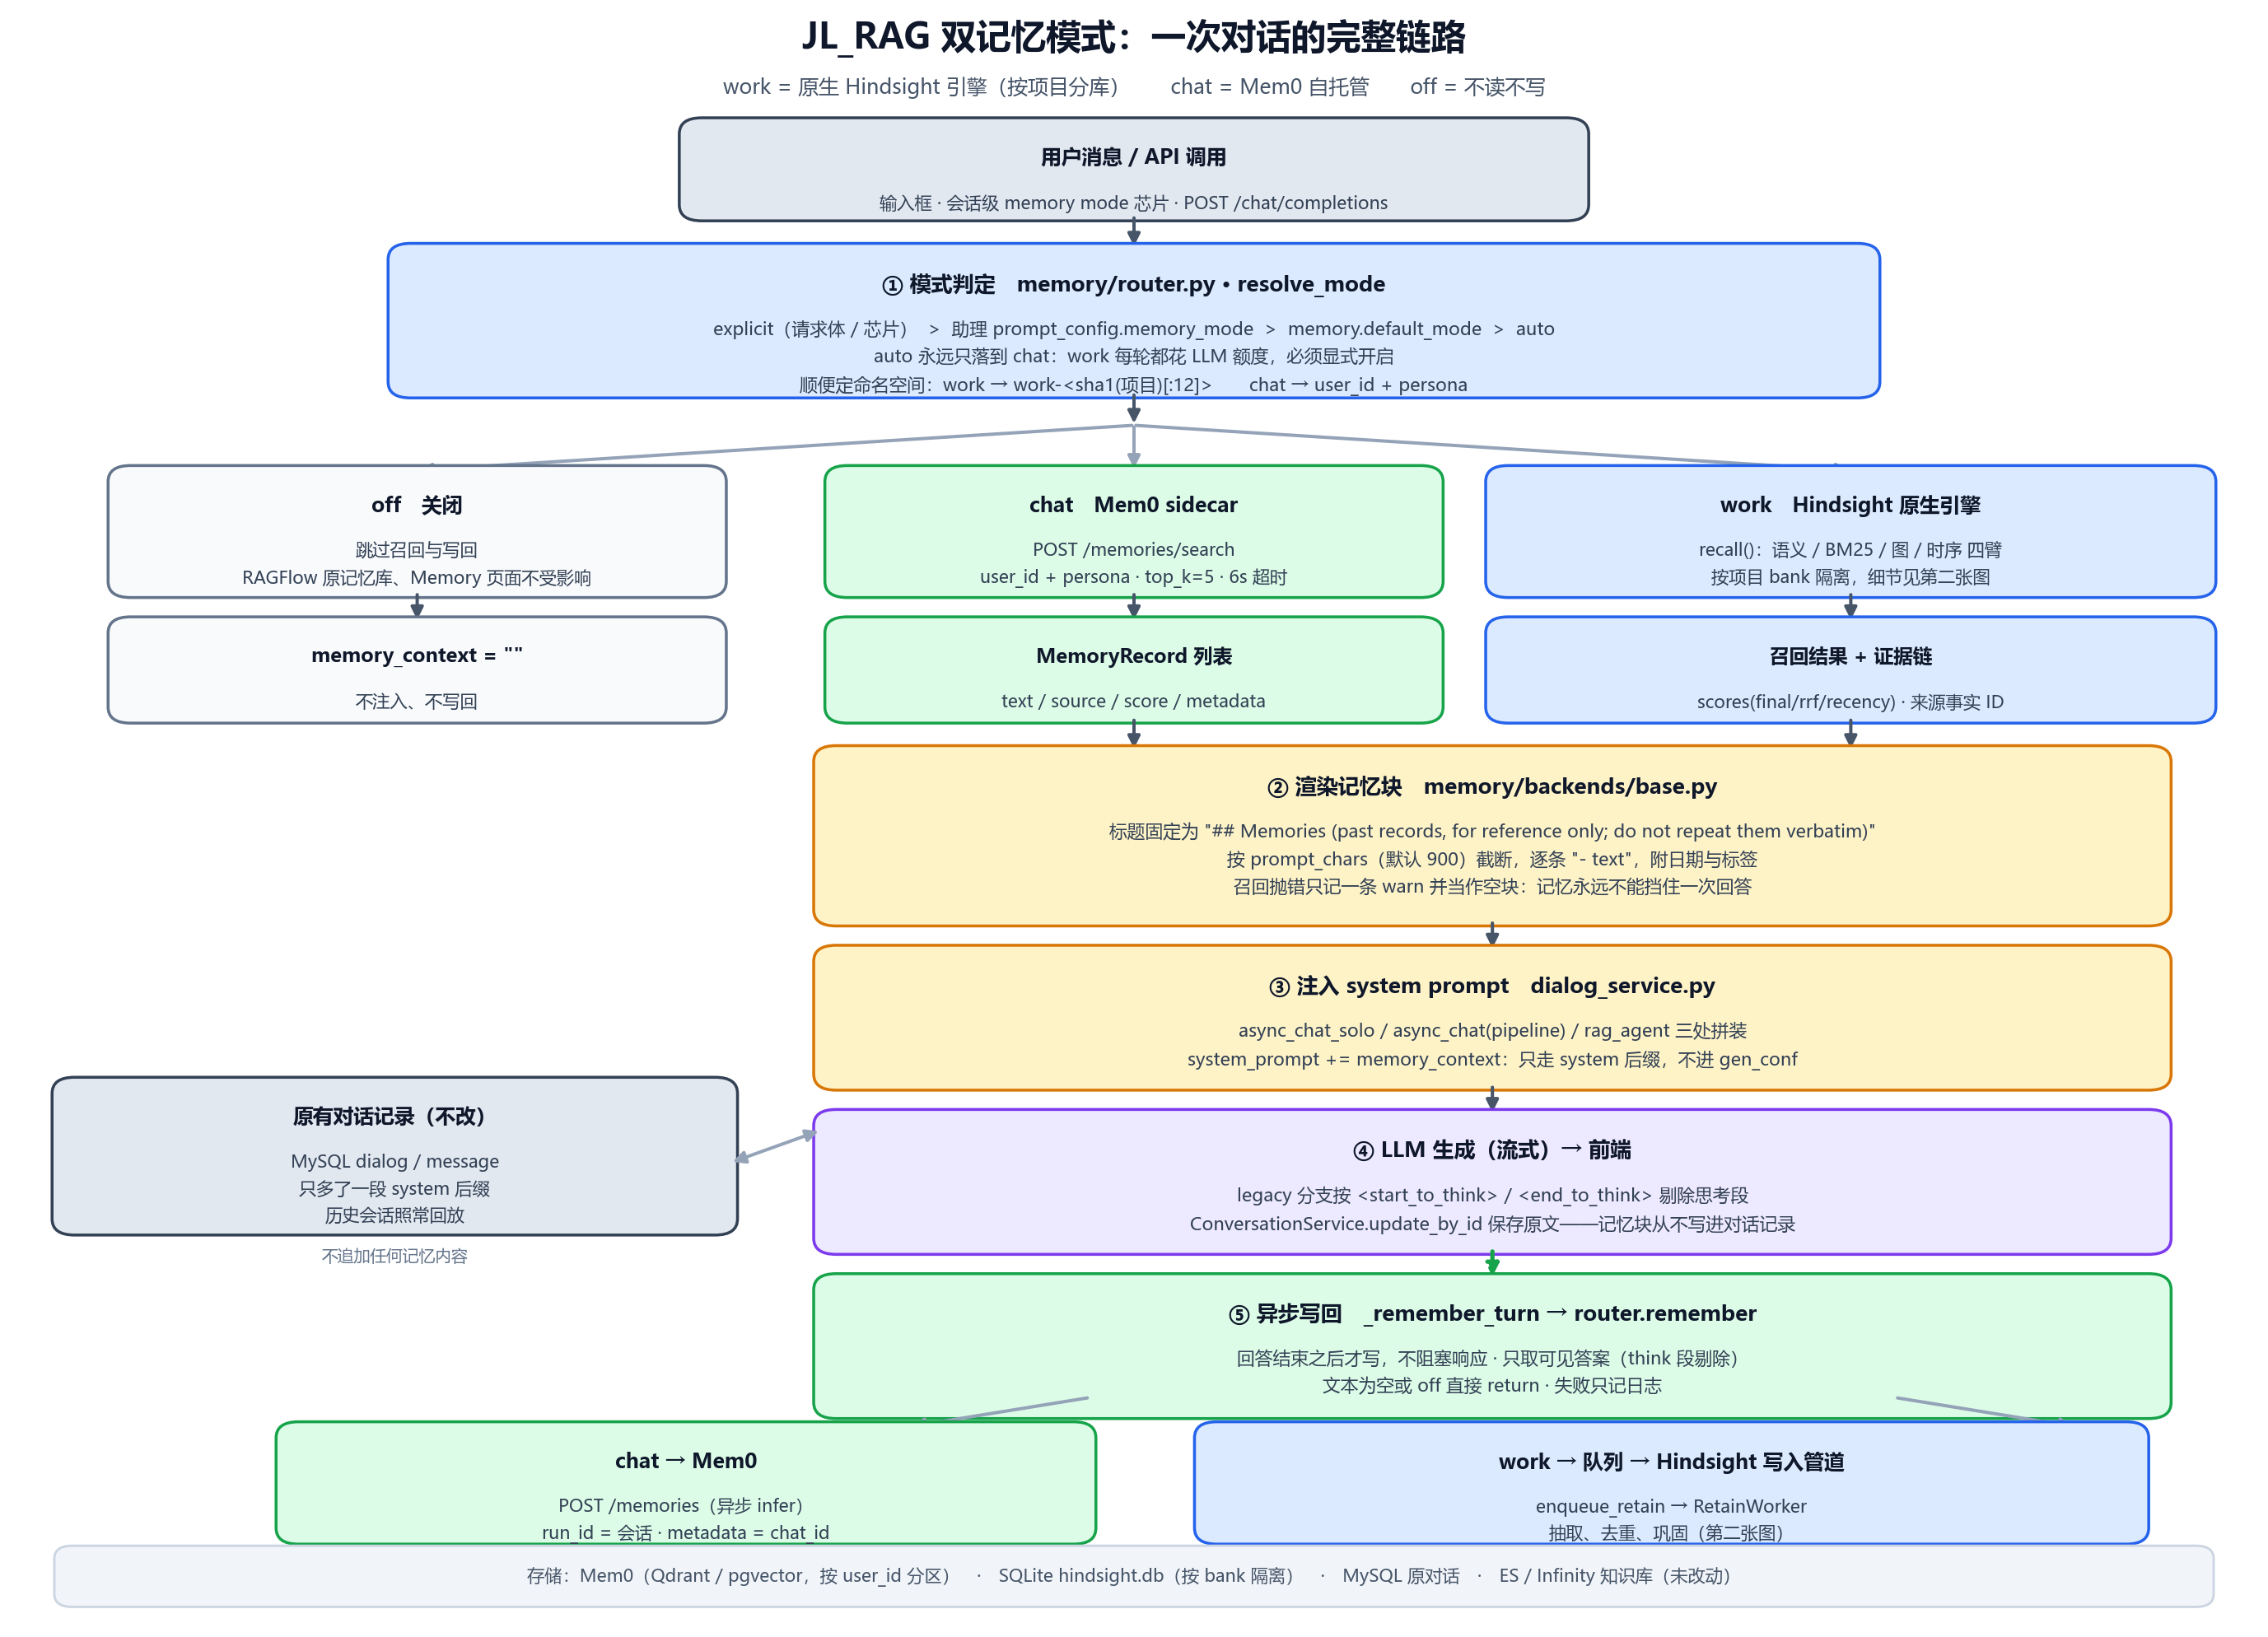 JL_RAG 双记忆模式：一次对话的完整链路
work = 原生 Hindsight 引擎（按项目分库） chat = Mem0 自托管 off = 不读不写
用户消息 / API 调用
输入框 · 会话级 memory mode 芯片 · POST /chat/completions
① 模式判定 memory/router.py • resolve_mode
explicit（请求体 / 芯片） > 助理 prompt_config.memory_mode > memory.default_mode > auto
auto 永远只落到 chat：work 每轮都花 LLM 额度，必须显式开启
顺便定命名空间：work → work-<sha1(项目)[:12]> chat → user_id + persona
off 关闭
跳过召回与写回
RAGFlow 原记忆库、Memory 页面不受影响
chat Mem0 sidecar
POST /memories/search
user_id + persona · top_k=5 · 6s 超时
work Hindsight 原生引擎
recall()：语义 / BM25 / 图 / 时序 四臂
按项目 bank 隔离，细节见第二张图
memory_context = ""
不注入、不写回
MemoryRecord 列表
text / source / score / metadata
召回结果 + 证据链
scores(final/rrf/recency) · 来源事实 ID
② 渲染记忆块 memory/backends/base.py
标题固定为 "## Memories (past records, for reference only; do not repeat them verbatim)"
按 prompt_chars（默认 900）截断，逐条 "- text"，附日期与标签
召回抛错只记一条 warn 并当作空块：记忆永远不能挡住一次回答
③ 注入 system prompt dialog_service.py
async_chat_solo / async_chat(pipeline) / rag_agent 三处拼装
system_prompt += memory_context：只走 system 后缀，不进 gen_conf
原有对话记录（不改）
MySQL dialog / message
只多了一段 system 后缀
历史会话照常回放
不追加任何记忆内容
④ LLM 生成（流式）→ 前端
legacy 分支按 <start_to_think> / <end_to_think> 剔除思考段
ConversationService.update_by_id 保存原文——记忆块从不写进对话记录
⑤ 异步写回 _remember_turn → router.remember
回答结束之后才写，不阻塞响应 · 只取可见答案（think 段剔除）
文本为空或 off 直接 return · 失败只记日志
chat → Mem0
POST /memories（异步 infer）
run_id = 会话 · metadata = chat_id
work → 队列 → Hindsight 写入管道
enqueue_retain → RetainWorker
抽取、去重、巩固（第二张图）
存储：Mem0（Qdrant / pgvector，按 user_id 分区） · SQLite hindsight.db（按 bank 隔离） · MySQL 原对话 · ES / Infinity 知识库（未改动）